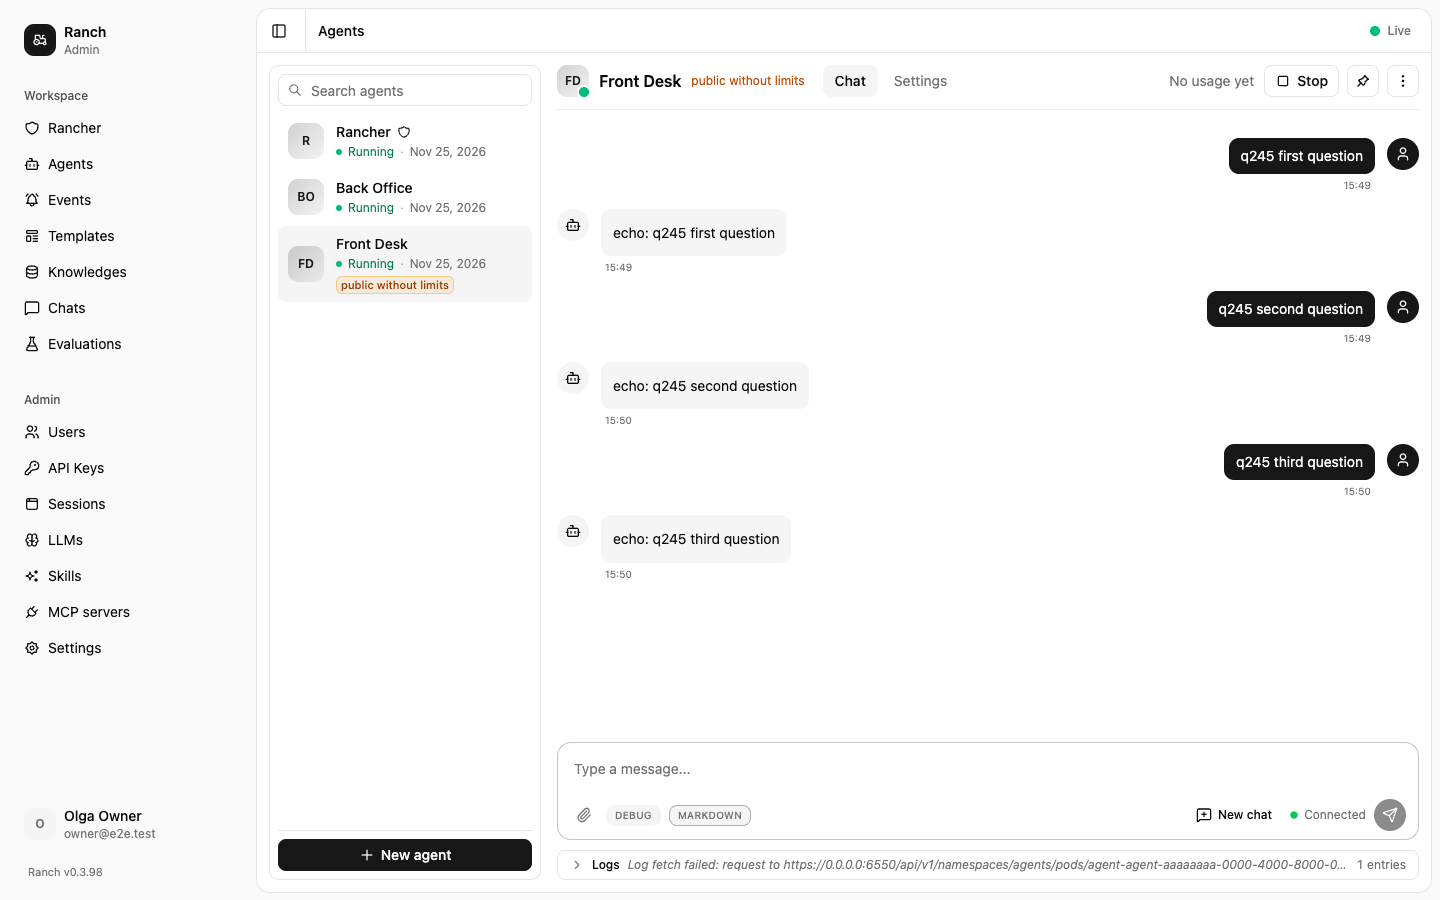 Ranch
Admin
Workspace
Rancher
Agents
Events
Templates
Knowledges
Chats
Evaluations
Admin
Users
API Keys
Sessions
LLMs
Skills
MCP servers
Settings
O
Olga Owner
owner@e2e.test
Ranch v0.3.98
Agents
Live
Search agents
R
Rancher
Running · Nov 25, 2026
BO
Back Office
Running · Nov 25, 2026
FD
Front Desk
Running · Nov 25, 2026
public without limits
New agent
FD
Front Desk
public without limits
Chat
Settings
No usage yet
Stop
q245 first question
15:49
echo: q245 first question
15:49
q245 second question
15:49
echo: q245 second question
15:50
q245 third question
15:50
echo: q245 third question
15:50
Type a message...
DEBUG
MARKDOWN
New chat
Connected
Logs
Log fetch failed: request to https://0.0.0.0:6550/api/v1/namespaces/agents/pods/agent-agent-aaaaaaaa-0000-4000-8000-0...
1 entries